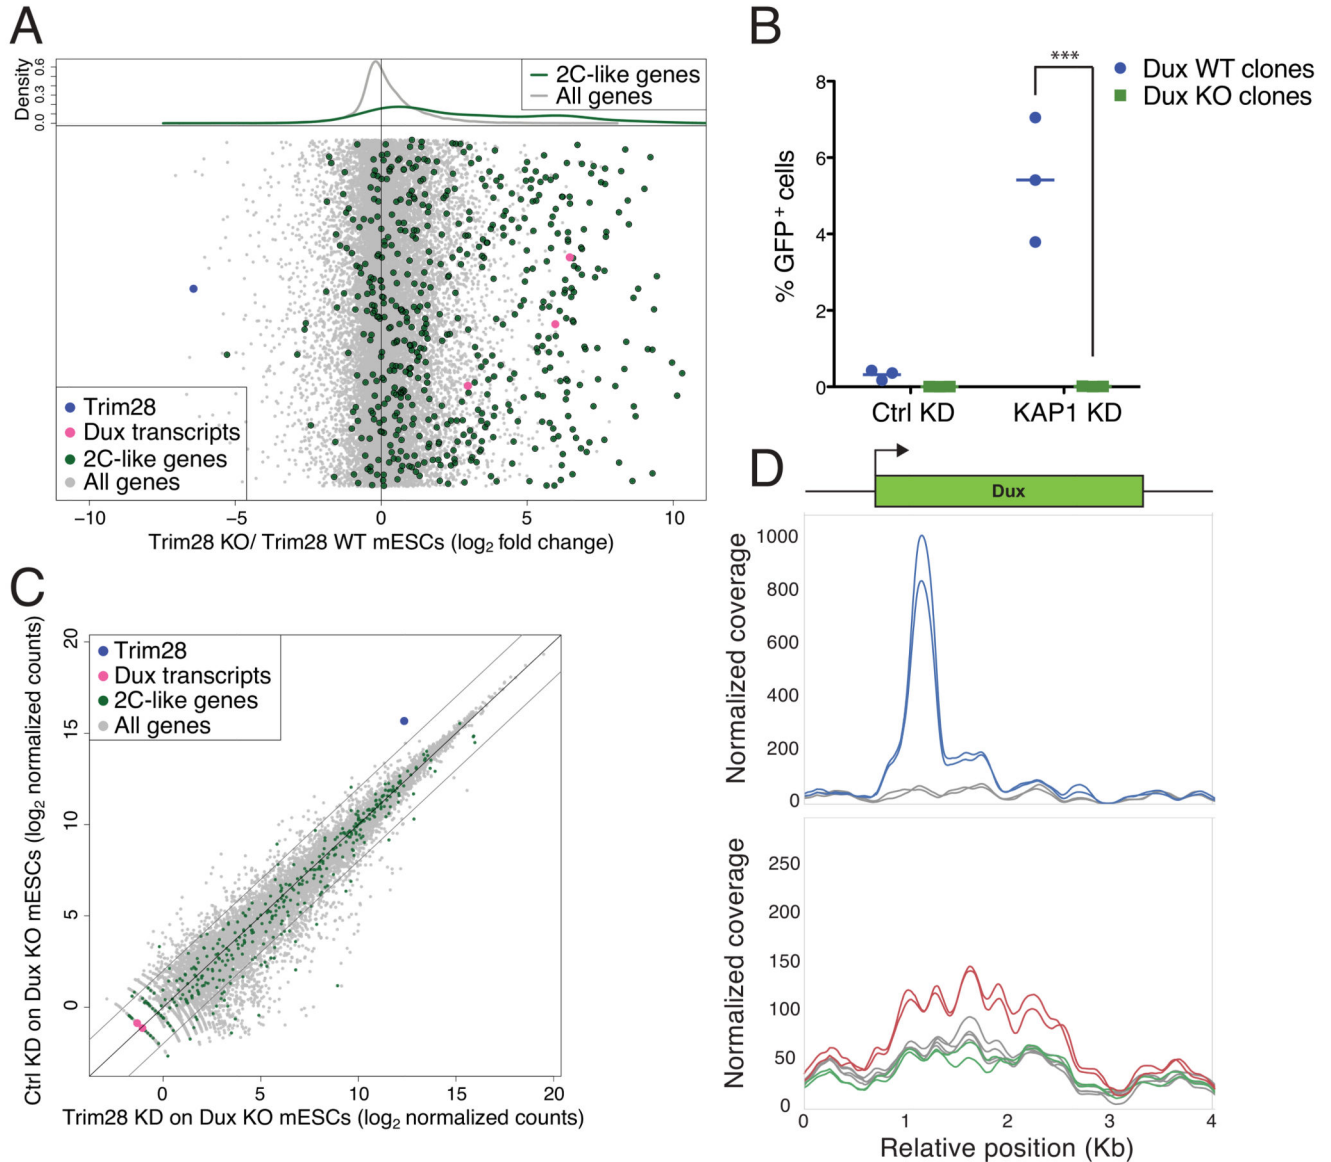 A
Density
0.0 0.3 0.6
2C-like genes
All genes
Trim28
Dux transcripts
2C-like genes
All genes
−10 −5 0 5 10
Trim28 KO/ Trim28 WT mESCs (log2 fold change)
B
***
Dux WT clones
Dux KO clones
% GFP+ cells
8
6
4
2
0
Ctrl KD KAP1 KD
C
Ctrl KD on Dux KO mESCs (log2 normalized counts)
20
15
10
5
0
Trim28
Dux transcripts
2C-like genes
All genes
0 5 10 15 20
Trim28 KD on Dux KO mESCs (log2 normalized counts)
D
Dux
Normalized coverage
1000
800
600
400
200
0
Normalized coverage
250
200
150
100
50
0
0 1 2 3 4
Relative position (Kb)